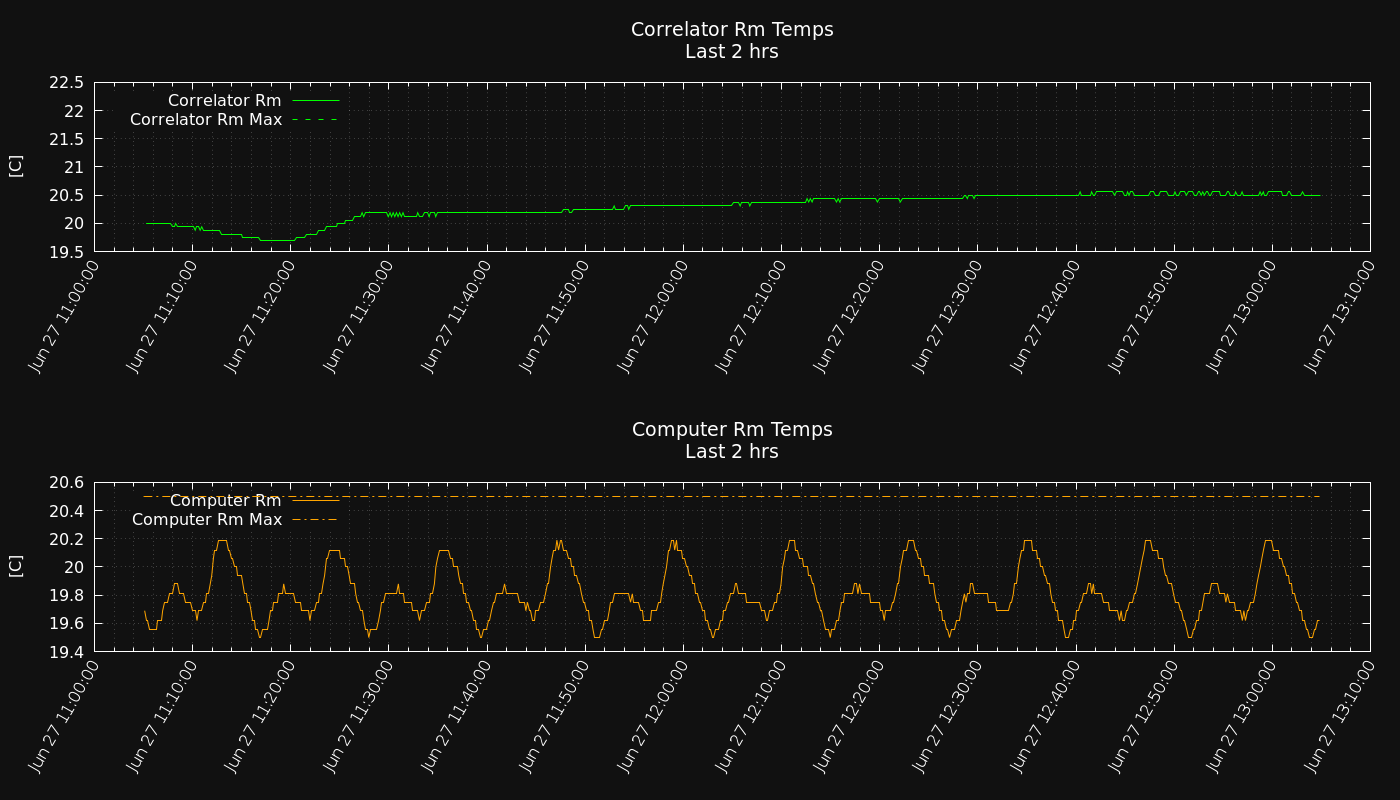 Correlator Rm Temps
Last 2 hrs
22.5
22
21.5
21
20.5
20
19.5
[C]
Correlator Rm
Correlator Rm Max
Jun 27 11:00:00
Jun 27 11:10:00
Jun 27 11:20:00
Jun 27 11:30:00
Jun 27 11:40:00
Jun 27 11:50:00
Jun 27 12:00:00
Jun 27 12:10:00
Jun 27 12:20:00
Jun 27 12:30:00
Jun 27 12:40:00
Jun 27 12:50:00
Jun 27 13:00:00
Jun 27 13:10:00
Computer Rm Temps
Last 2 hrs
20.6
20.4
20.2
20
19.8
19.6
19.4
[C]
Computer Rm
Computer Rm Max
Jun 27 11:00:00
Jun 27 11:10:00
Jun 27 11:20:00
Jun 27 11:30:00
Jun 27 11:40:00
Jun 27 11:50:00
Jun 27 12:00:00
Jun 27 12:10:00
Jun 27 12:20:00
Jun 27 12:30:00
Jun 27 12:40:00
Jun 27 12:50:00
Jun 27 13:00:00
Jun 27 13:10:00